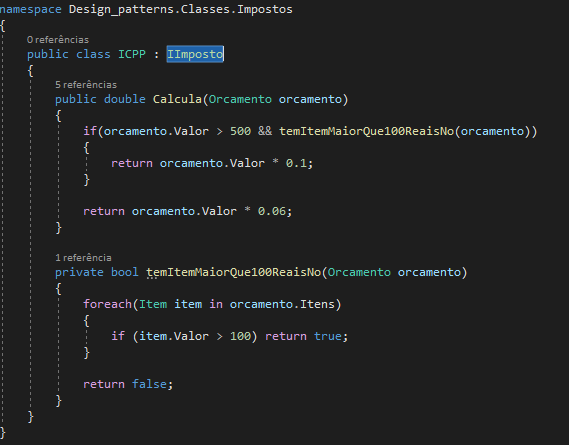 namespace Design_patterns.Classes.Impostos
{
0 referências
public class ICPP : IImposto
{
5 referências
public double Calcula(Orcamento orcamento)
{
if(orcamento.Valor > 500 && temItemMaiorQue100ReaisNo(orcamento))
{
return orcamento.Valor * 0.1;
}
return orcamento.Valor * 0.06;
}
1 referência
private bool temItemMaiorQue100ReaisNo(Orcamento orcamento)
{
foreach(Item item in orcamento.Itens)
{
if (item.Valor > 100) return true;
}
return false;
}
}
}